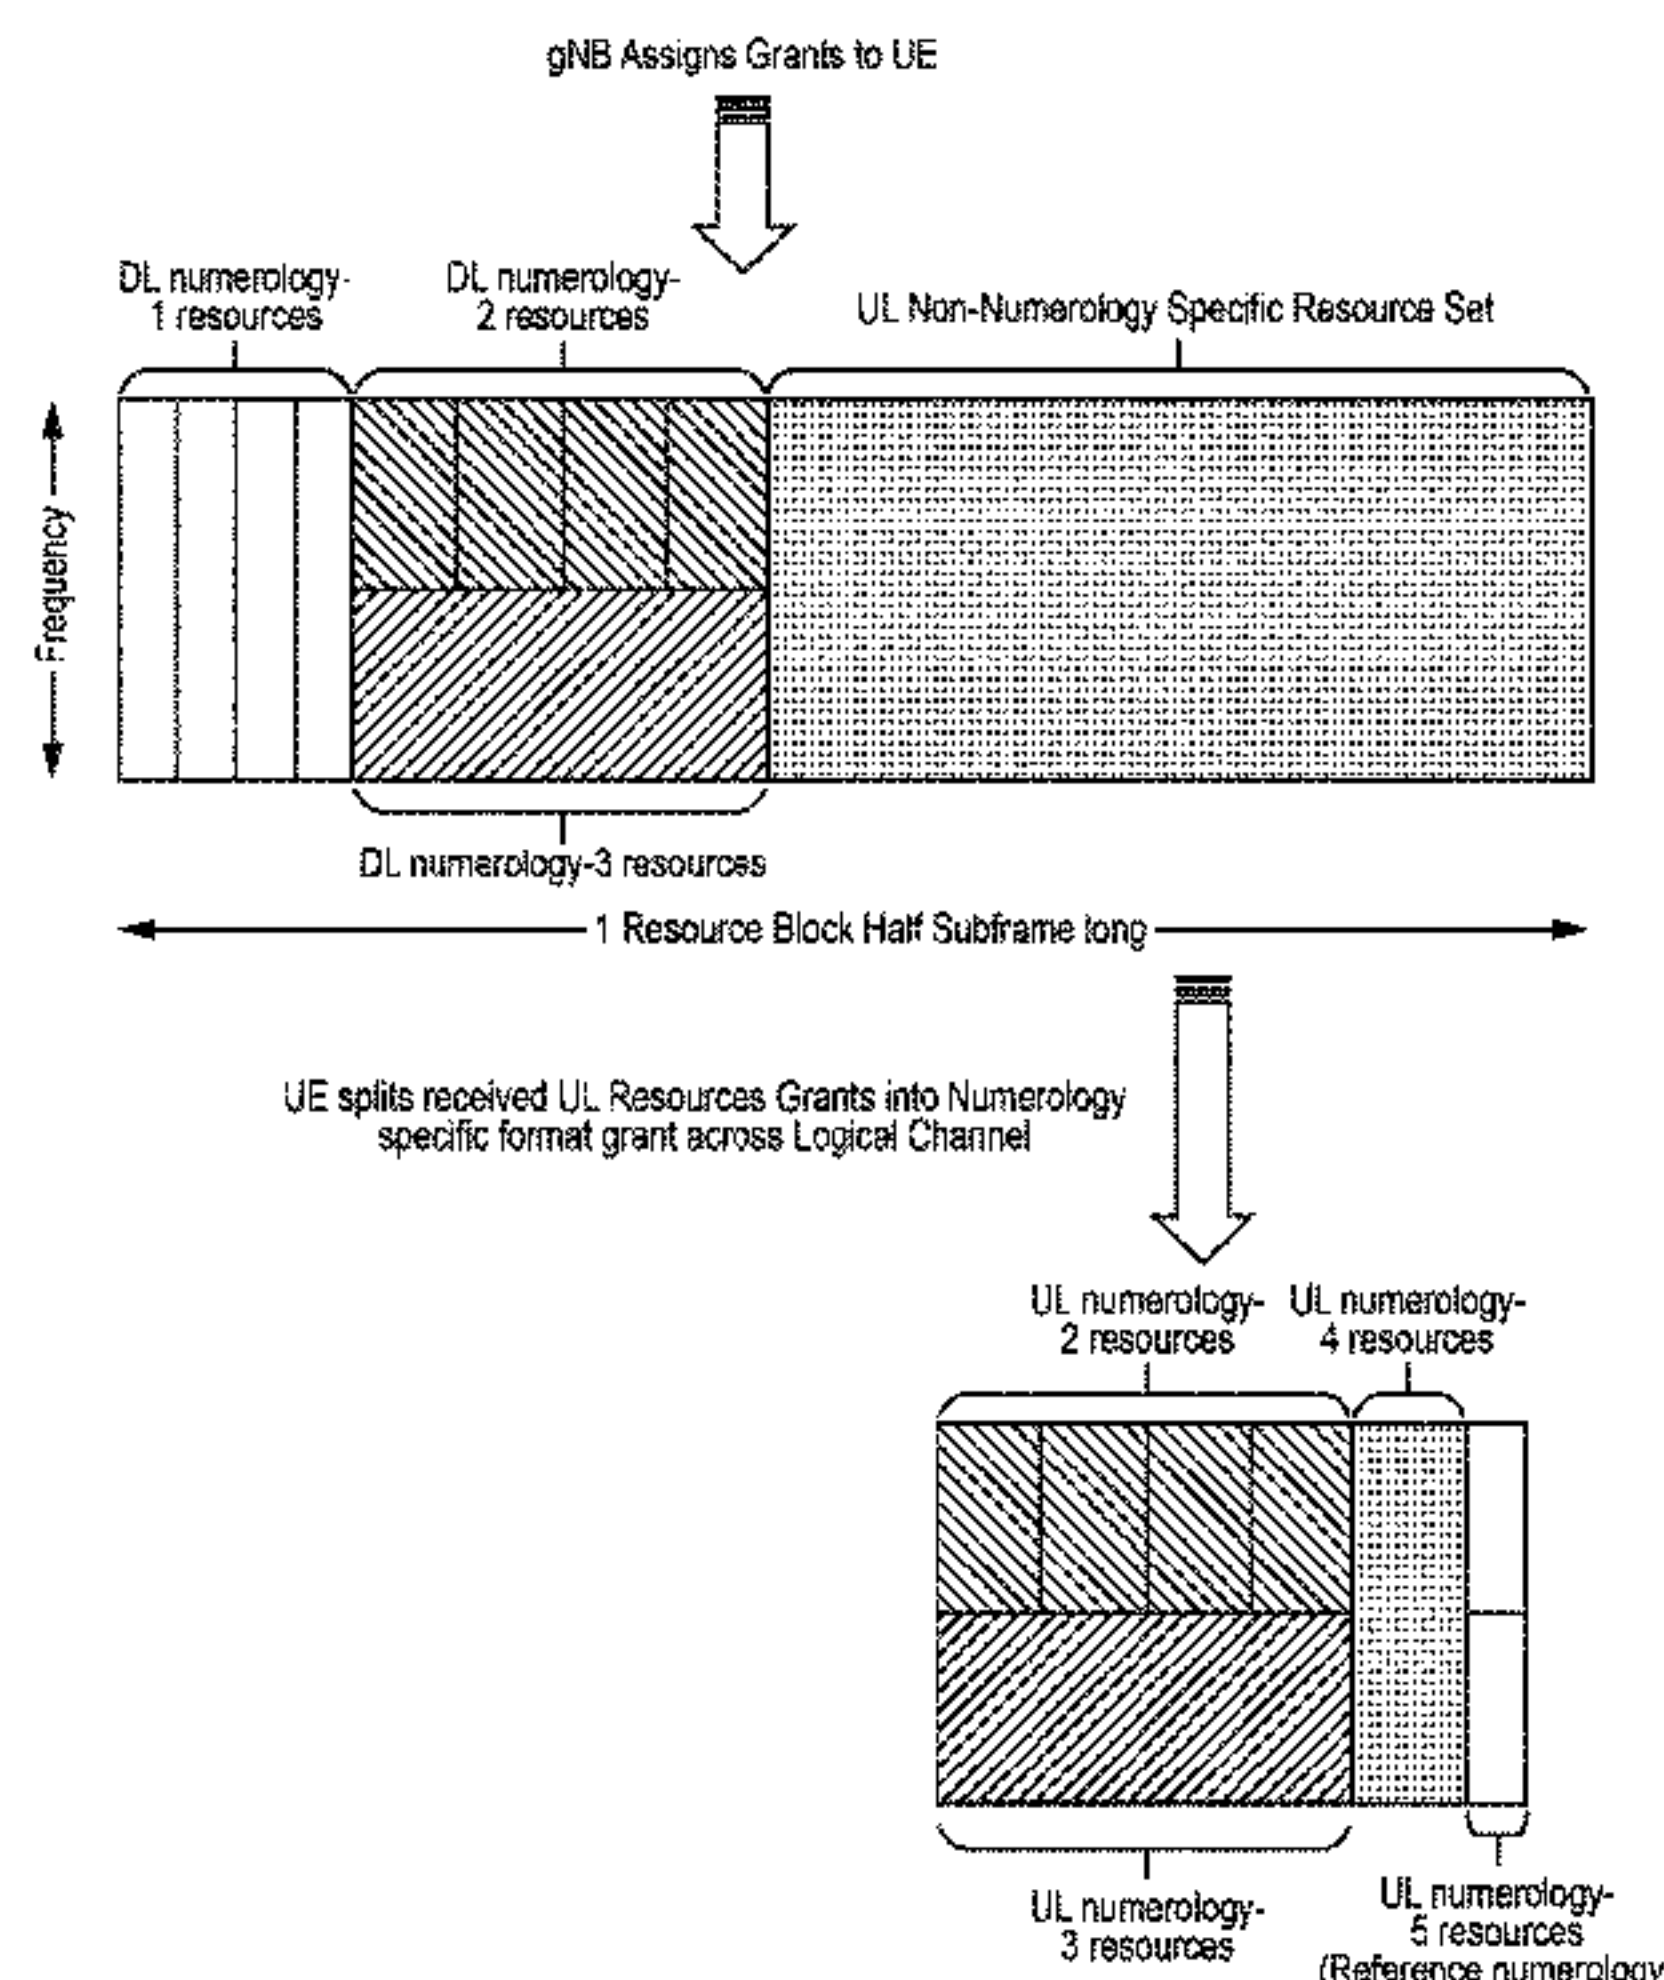 gNB Assigns Grants to UE
DL numerology-
1 resources
DL numerology-
2 resources
UL Non-Numerology Specific Resource Set
Frequency
DL numerology-3 resources
1 Resource Block Half Subframe long
UE splits received UL Resources Grants into Numerology
specific format grant across Logical Channel
UL numerology-
2 resources
UL numerology-
4 resources
UL numerology-
3 resources
UL numerology-
5 resources
(Reference numerology